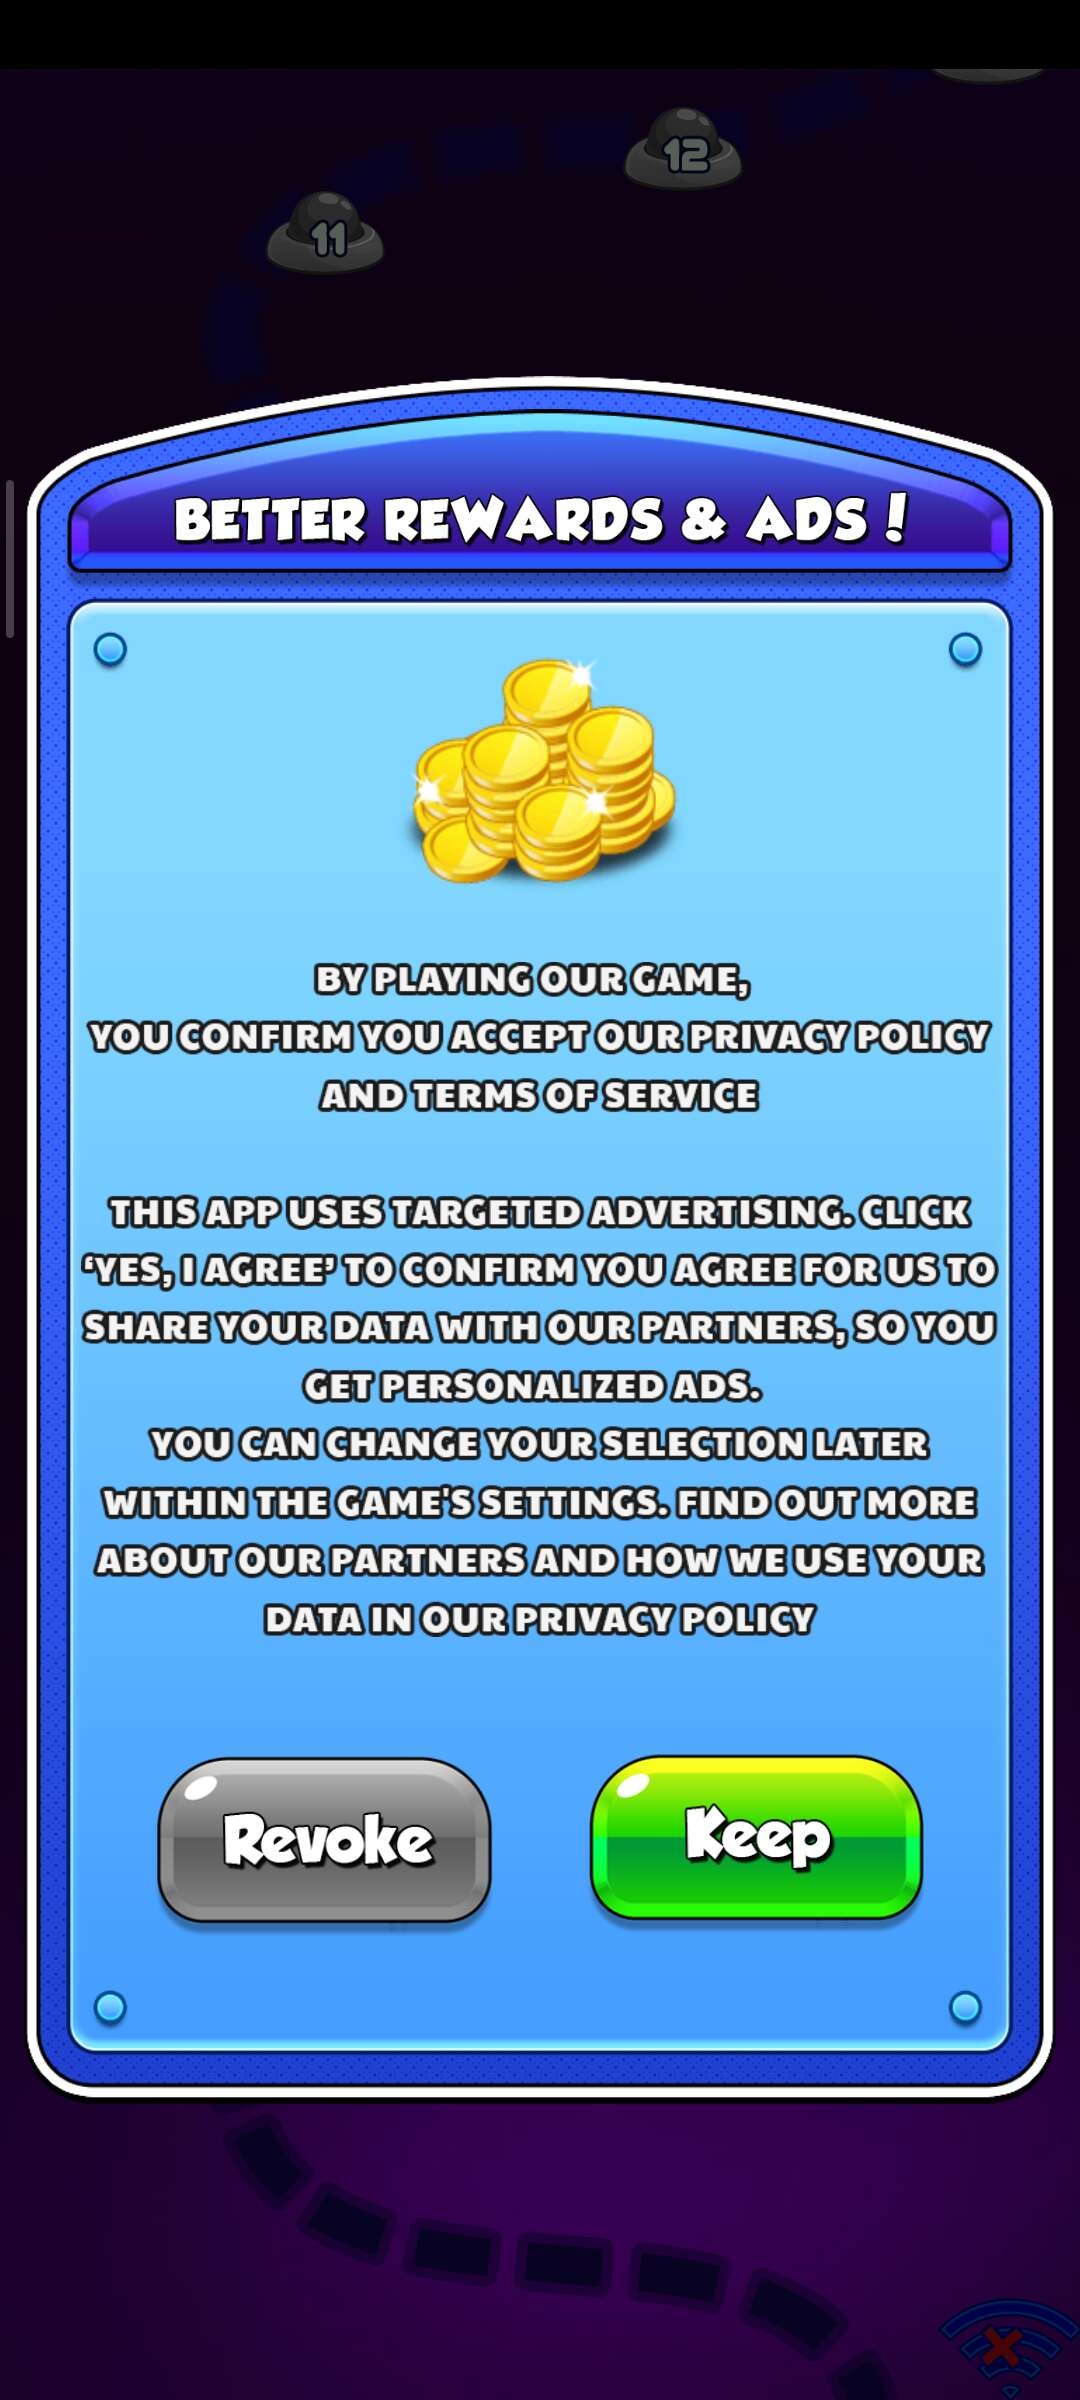 12
11
BETTER REWARDS & ADS!
BY PLAYING OUR GAME,
YOU CONFIRM YOU ACCEPT OUR PRIVACY POLICY
AND TERMS OF SERVICE
THIS APP USES TARGETED ADVERTISING. CLICK
‘YES, I AGREE’ TO CONFIRM YOU AGREE FOR US TO
SHARE YOUR DATA WITH OUR PARTNERS, SO YOU
GET PERSONALIZED ADS.
YOU CAN CHANGE YOUR SELECTION LATER
WITHIN THE GAME'S SETTINGS. FIND OUT MORE
ABOUT OUR PARTNERS AND HOW WE USE YOUR
DATA IN OUR PRIVACY POLICY
Revoke
Keep